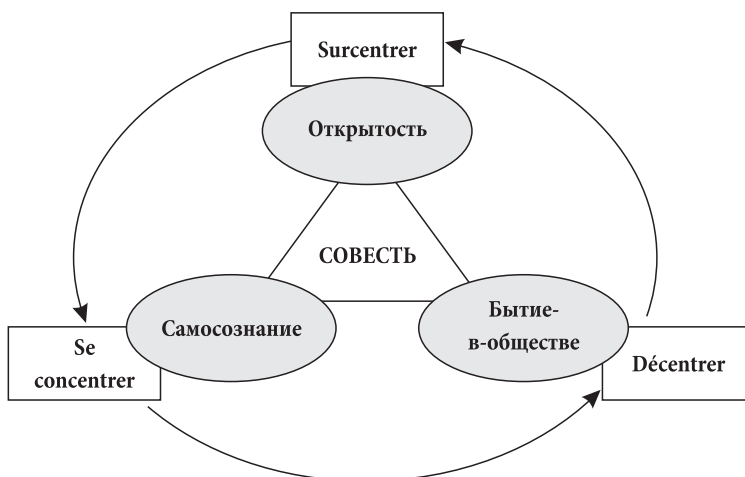 Surcentrer
Открытость
СОВЕСТЬ
Самосознание
Бытие-
в-обществе
Se
concentrer
Décentrer